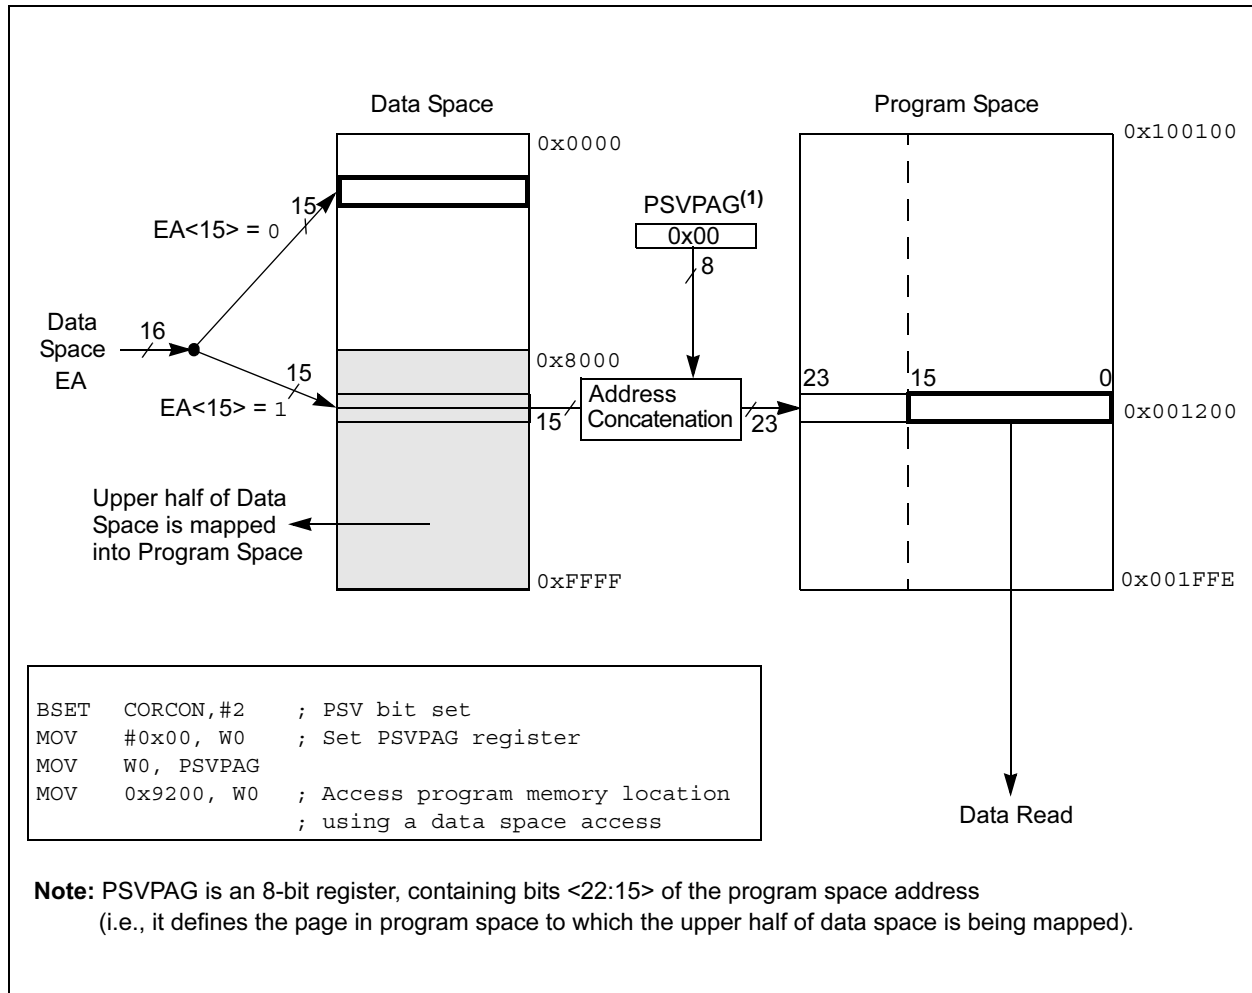 Data Space
Program Space
0x0000
0x100100
15
EA<15> = 0
PSVPAG(1)
0x00
8
Data
Space
EA
16
15
EA<15> = 1
0x8000
15
Address
Concatenation
23
23
15
0
0x001200
Upper half of Data
Space is mapped
into Program Space
0xFFFF
0x001FFE
BSET CORCON,#2 ; PSV bit set
MOV #0x00, W0 ; Set PSVPAG register
MOV W0, PSVPAG
MOV 0x9200, W0 ; Access program memory location
; using a data space access
Data Read
Note: PSVPAG is an 8-bit register, containing bits <22:15> of the program space address
(i.e., it defines the page in program space to which the upper half of data space is being mapped).